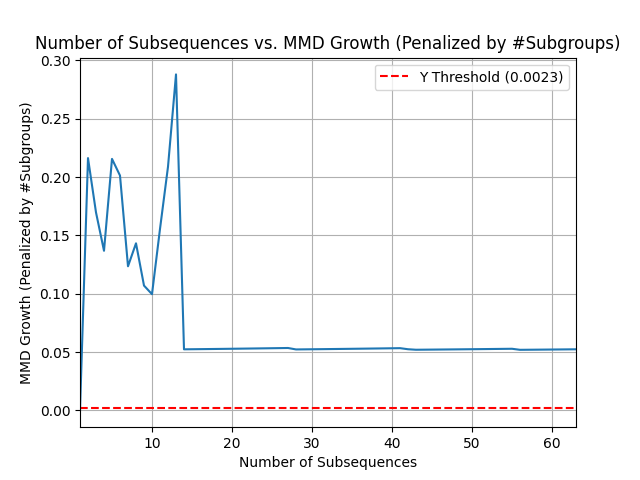 Number of Subsequences vs. MMD Growth (Penalized by #Subgroups)
MMD Growth (Penalized by #Subgroups)
0.30
0.25
0.20
0.15
0.10
0.05
0.00
Y Threshold (0.0023)
10 20 30 40 50 60
Number of Subsequences